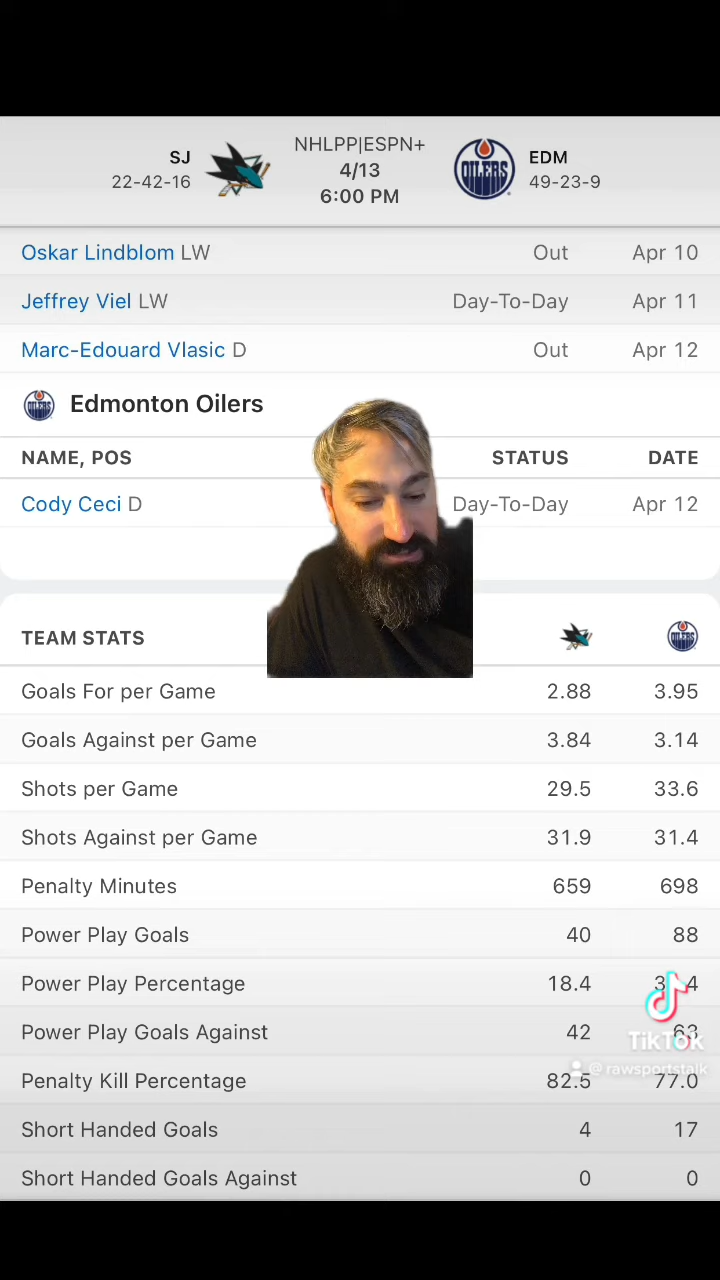 NHLPP|ESPN+
SJ 4/13 EDM
22-42-16 6:00 PM 49-23-9
OILERS
Oskar Lindblom LW Out Apr 10
Jeffrey Viel LW Day-To-Day Apr 11
Marc-Edouard Vlasic D Out Apr 12
Edmonton Oilers
NAME, POS STATUS DATE
Cody Ceci D Day-To-Day Apr 12
TEAM STATS
Goals For per Game 2.88 3.95
Goals Against per Game 3.84 3.14
Shots per Game 29.5 33.6
Shots Against per Game 31.9 31.4
Penalty Minutes 659 698
Power Play Goals 40 88
Power Play Percentage 18.4
Power Play Goals Against 42 63
TikTok
@rawsportstalk
Penalty Kill Percentage 82.5 77.0
Short Handed Goals 4 17
Short Handed Goals Against 0 0